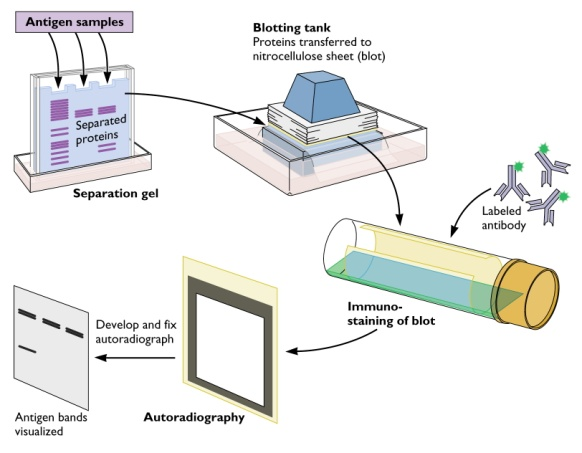 Antigen samples
Separated
proteins
Separation gel
Blotting tank
Proteins transferred to
nitrocellulose sheet (blot)
Labeled
antibody
Immuno-
staining of blot
Autoradiography
Develop and fix
autoradiograph
Antigen bands
visualized